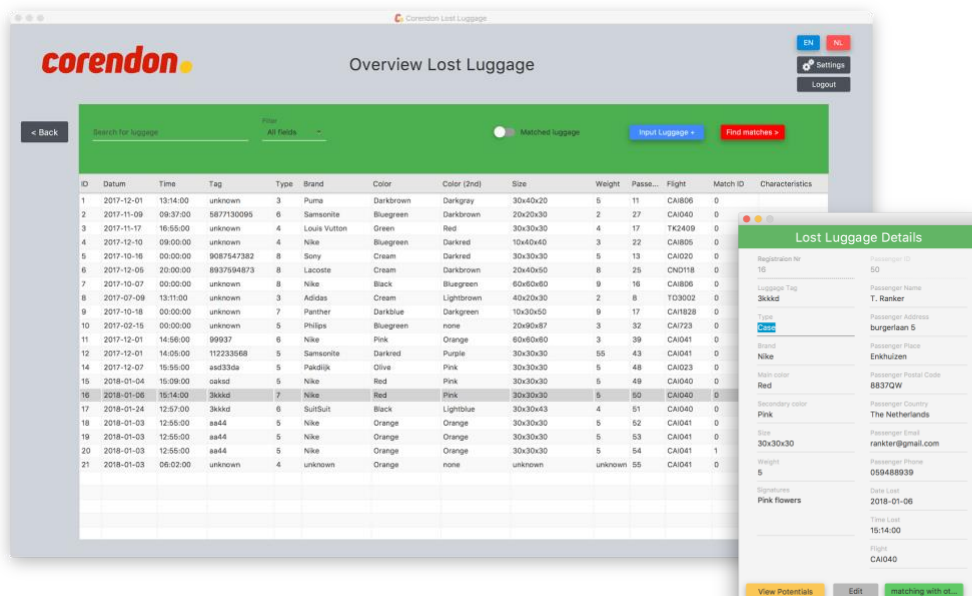 Corendon Lost Luggage
corendon
Overview Lost Luggage
EN NL
Settings
Logout
< Back
Search for luggage
Filter
All fields
Matched luggage
Input Luggage +
Find matches >
ID Datum Time Tag Type Brand Color Color (2nd) Size Weight Passe... Flight Match ID Characteristics
1 2017-12-01 13:14:00 unknown 3 Puma Darkbrown Darkgray 30x40x20 5 11 CAI806 0
2 2017-11-09 09:37:00 5877130095 6 Samsonite Bluegreen Darkbrown 20x20x30 2 27 CAI040 0
3 2017-11-17 16:55:00 unknown 4 Louis Vutton Green Red 30x30x30 4 17 TK2409 0
4 2017-12-10 09:00:00 unknown 4 Nike Bluegreen Darkred 10x40x40 3 22 CAI805 0
5 2017-10-16 00:00:00 9087547382 8 Sony Cream Darkred 30x30x30 5 13 CAI020 0
6 2017-12-05 20:00:00 8937594873 8 Lacoste Cream Darkbrown 20x40x50 8 25 CND118 0
7 2017-10-07 00:00:00 unknown 8 Nike Black Bluegreen 60x60x60 9 16 CAI806 0
8 2017-07-09 13:11:00 unknown 3 Adidas Cream Lightbrown 40x20x30 2 8 TO3002 0
9 2017-10-18 00:00:00 unknown 7 Panther Darkblue Darkgreen 10x30x50 9 17 CAI1828 0
10 2017-02-15 00:00:00 unknown 5 Philips Bluegreen none 20x90x87 3 32 CAI723 0
11 2017-12-01 14:56:00 99937 6 Nike Pink Orange 60x60x60 3 39 CAI041 0
12 2017-12-01 14:05:00 112233568 5 Samsonite Darkred Purple 30x30x30 55 43 CAI041 0
14 2017-12-07 15:55:00 asd33da 5 Pakdiijk Olive Pink 30x30x30 5 48 CAI023 0
15 2018-01-04 15:09:00 oaksd 5 Nike Red Pink 30x30x30 5 49 CAI040 0
16 2018-01-06 15:14:00 3kkkd 7 Nike Red Pink 30x30x30 5 50 CAI040 0
17 2018-01-24 12:57:00 3kkkd 6 SuitSuit Black Lightblue 30x30x43 4 51 CAI040 0
18 2018-01-03 12:55:00 aa44 5 Nike Orange Orange 30x30x30 5 52 CAI041 0
19 2018-01-03 12:55:00 aa44 5 Nike Orange Orange 30x30x30 5 53 CAI041 0
20 2018-01-03 12:55:00 aa44 5 Nike Orange Orange 30x30x30 5 54 CAI041 1
21 2018-01-03 06:02:00 unknown 4 unknown Orange none unknown unknown 55 CAI041 0
Lost Luggage Details
Registraion Nr Passenger ID
16 50
Luggage Tag Passenger Name
3kkkd T. Ranker
Type Passenger Address
Case burgerlaan 5
Brand Passenger Place
Nike Enkhuizen
Main color Passenger Postal Code
Red 8837QW
Secondary color Passenger Country
Pink The Netherlands
Size Passenger Email
30x30x30 rankter@gmail.com
Weight Passenger Phone
5 059488939
Signatures Date Lost
Pink flowers 2018-01-06
Time Lost
15:14:00
Flight
CAI040
View Potentials Edit matching with ot...